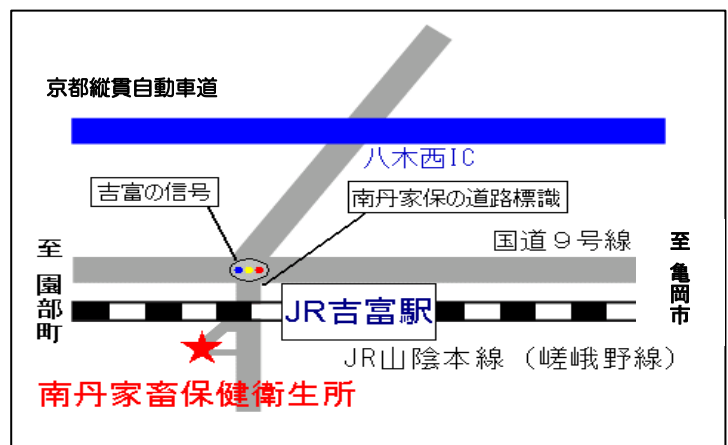 京都縦貫自動車道
八木西IC
吉富の信号
南丹家保の道路標識
国道９号線
至園部町
至亀岡市
JR吉富駅
JR山陰本線（嵯峨野線）
南丹家畜保健衛生所